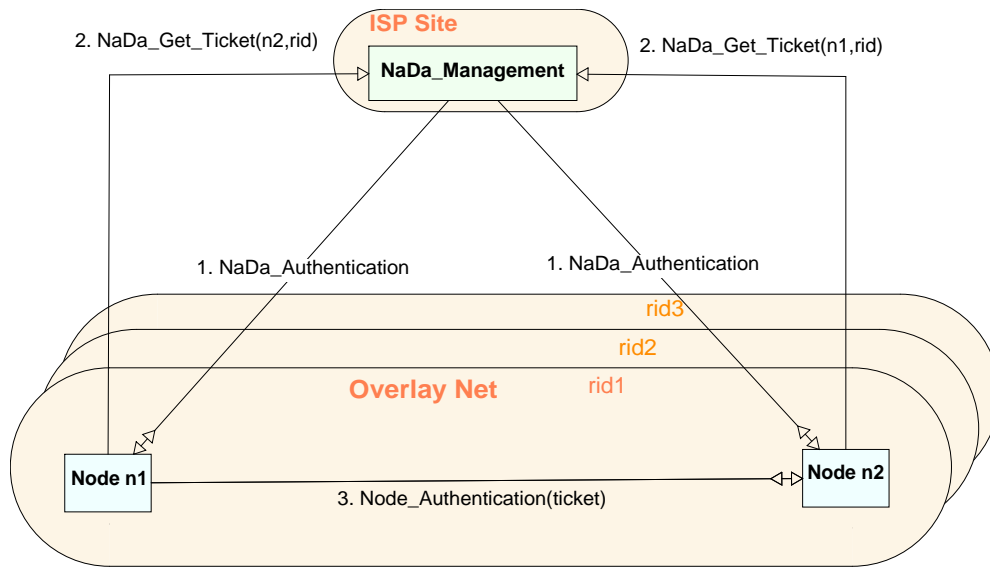 ISP Site
2. NaDa_Get_Ticket(n2,rid)
2. NaDa_Get_Ticket(n1,rid)
NaDa_Management
1. NaDa_Authentication
1. NaDa_Authentication
rid3
rid2
Overlay Net
rid1
Node n1
Node n2
3. Node_Authentication(ticket)